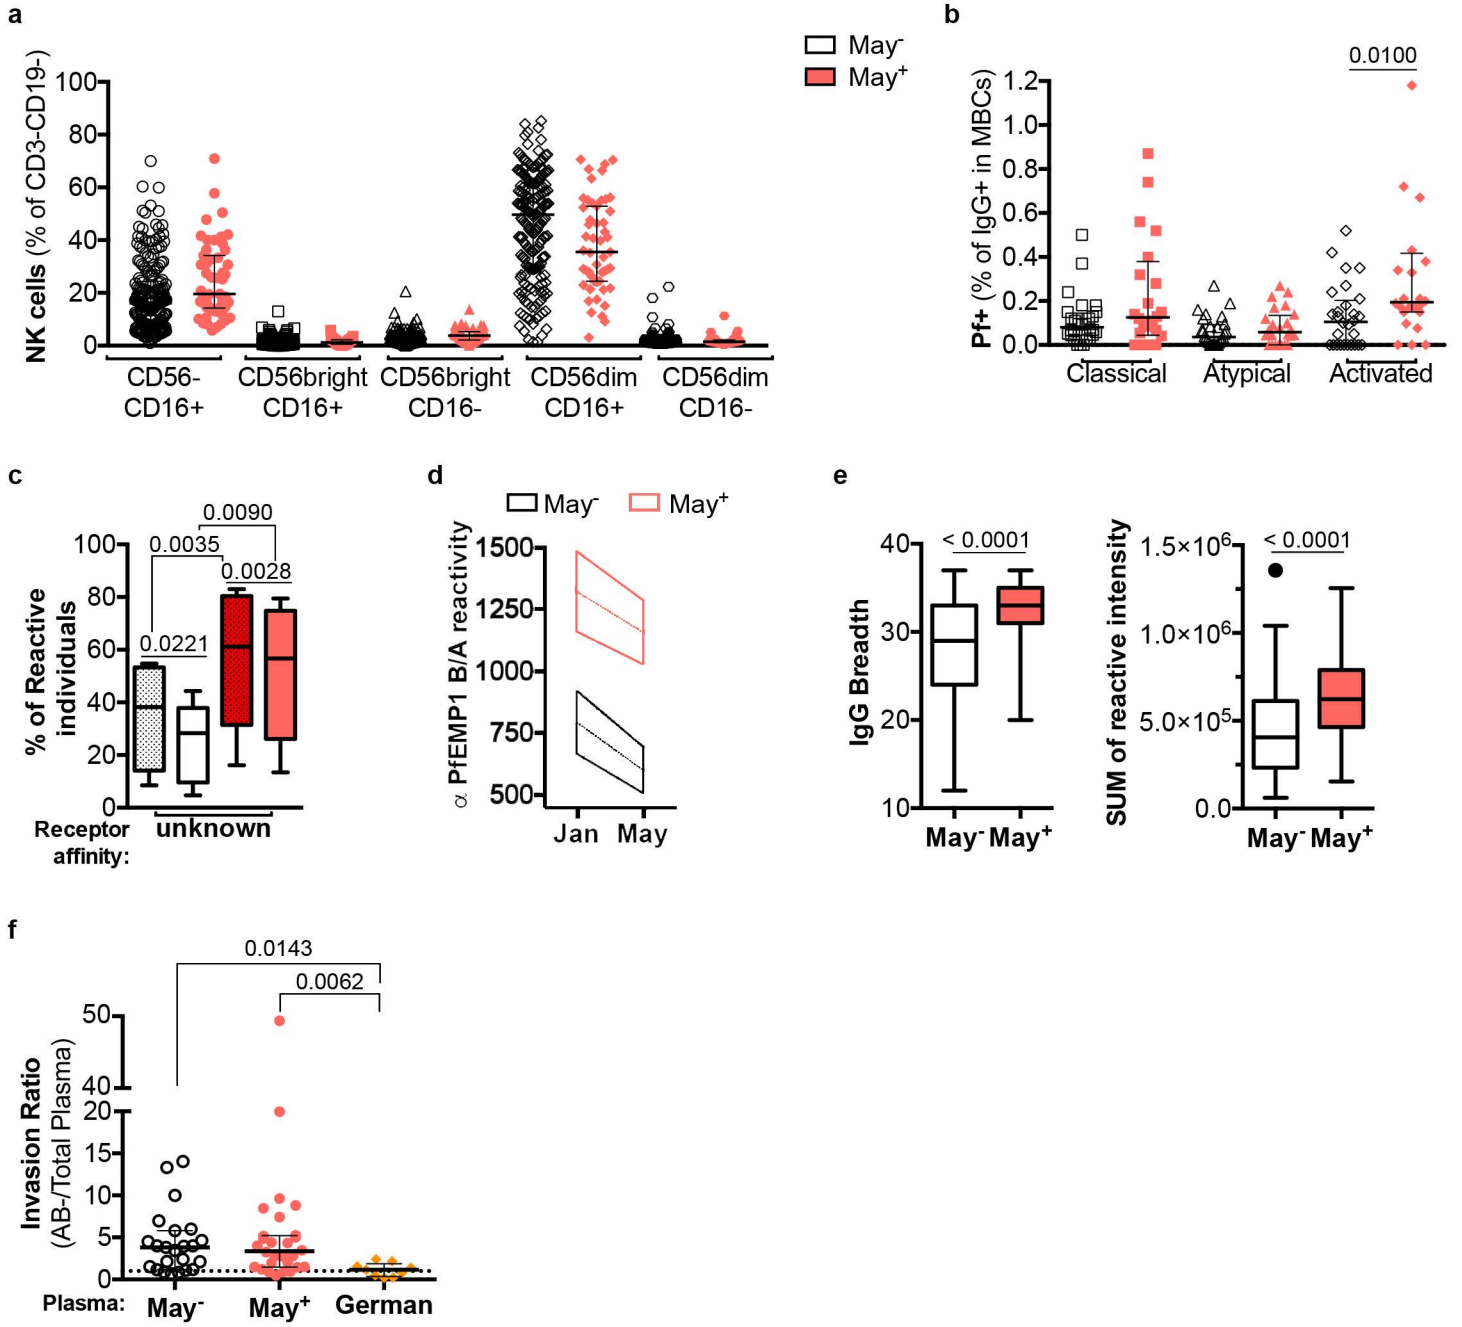 a
NK cells (% of CD3-CD19-)
100
80
60
40
20
0
CD56-
CD16+
CD56bright
CD16+
CD56bright
CD16-
CD56dim
CD16+
CD56dim
CD16-
May-
May+
b
Pf+ (% of IgG+ in MBCs)
1.2
1.0
0.8
0.6
0.4
0.2
0.0
0.0100
Classical
Atypical
Activated
c
% of Reactive
individuals
100
80
60
40
20
0
0.0090
0.0035
0.0028
0.0221
Receptor
affinity:
unknown
d
May-
May+
α PfEMP1 B/A reactivity
1500
1250
1000
750
500
Jan
May
e
IgG Breadth
40
30
20
10
< 0.0001
May-
May+
SUM of reactive intensity
1.5×10⁶
1.0×10⁶
5.0×10⁵
0.0
< 0.0001
May-
May+
f
Invasion Ratio
(AB-/Total Plasma)
50
40
20
15
10
5
0
0.0143
0.0062
Plasma:
May-
May+
German